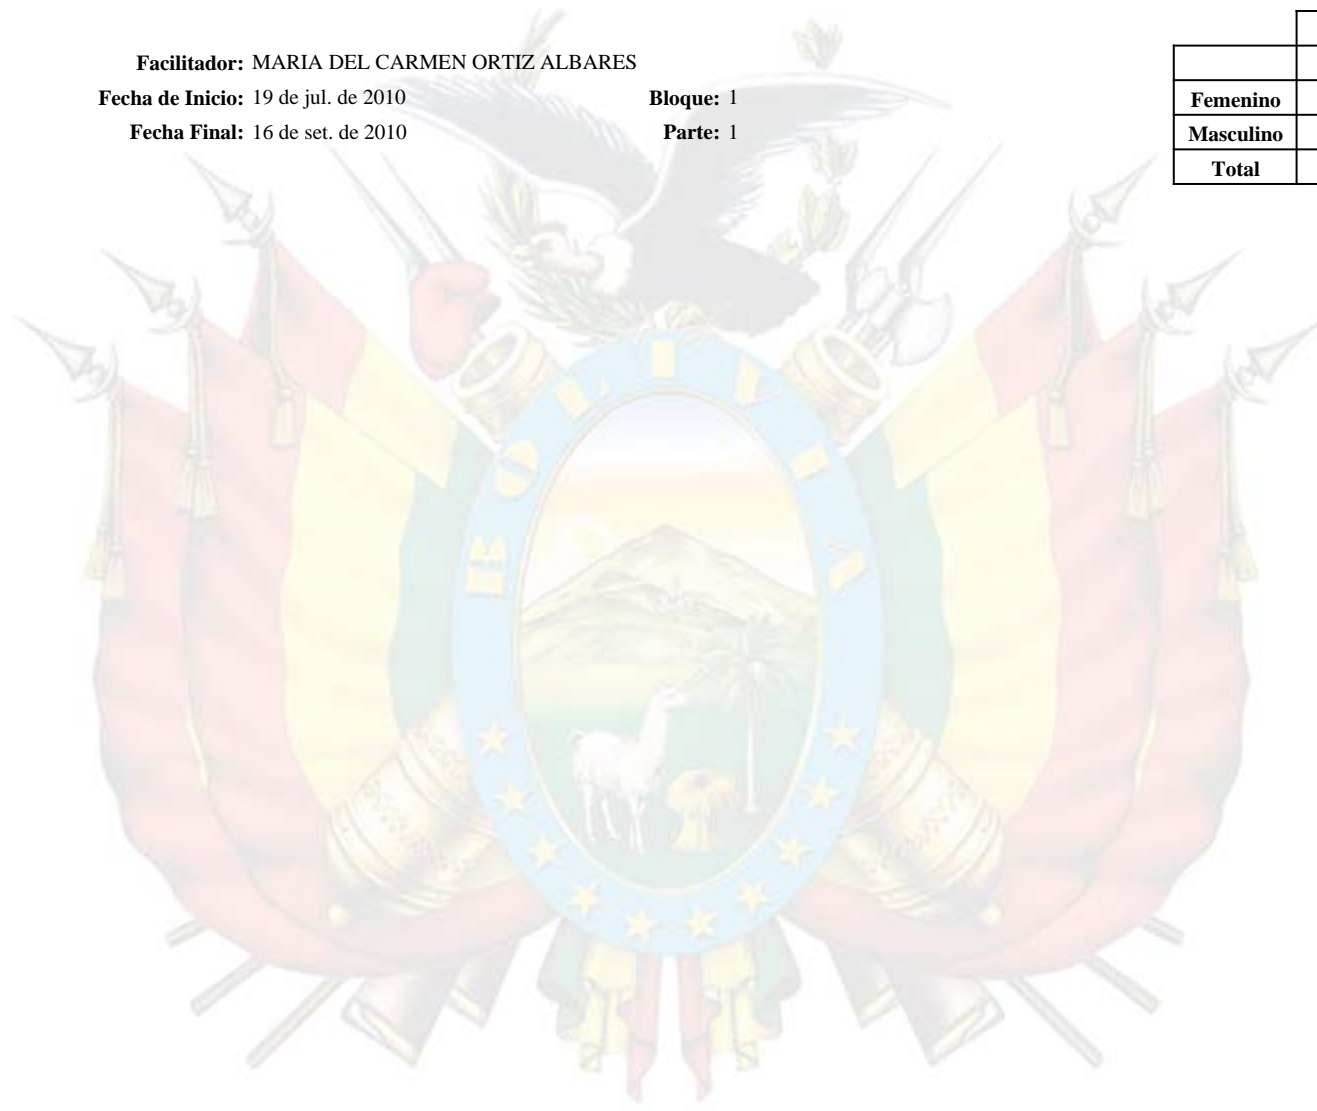 Facilitador: MARIA DEL CARMEN ORTIZ ALBARES
Fecha de Inicio: 19 de jul. de 2010 Bloque: 1
Fecha Final: 16 de set. de 2010 Parte: 1
Femenino
Masculino
Total
BOLIVIA